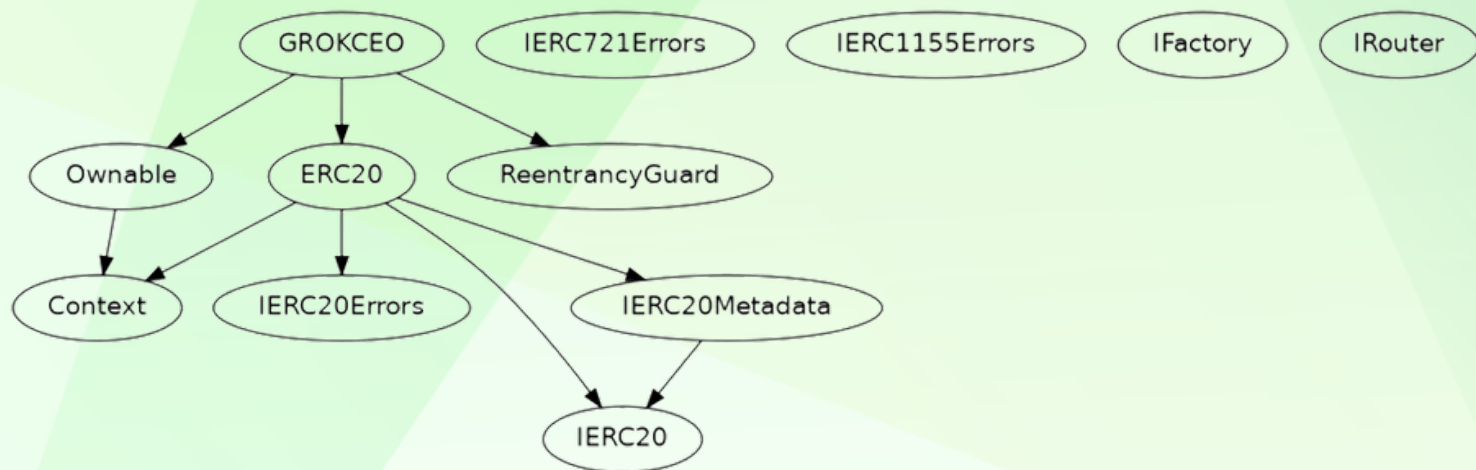 GROKCEO IERC721Errors IERC1155Errors IFactory IRouter
Ownable ERC20 ReentrancyGuard
Context IERC20Errors IERC20Metadata
IERC20